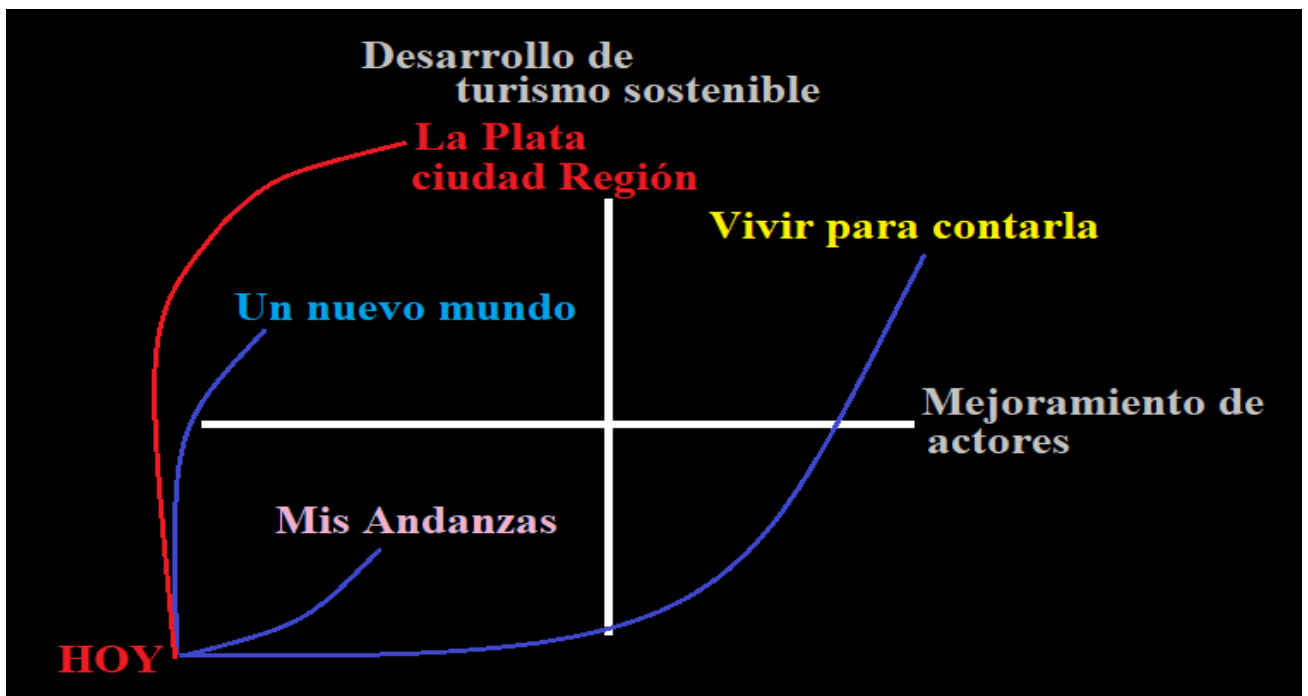 Desarrollo de
turismo sostenible
La Plata
ciudad Región
Vivir para contarla
Un nuevo mundo
Mejoramiento de
actores
Mis Andanzas
HOY